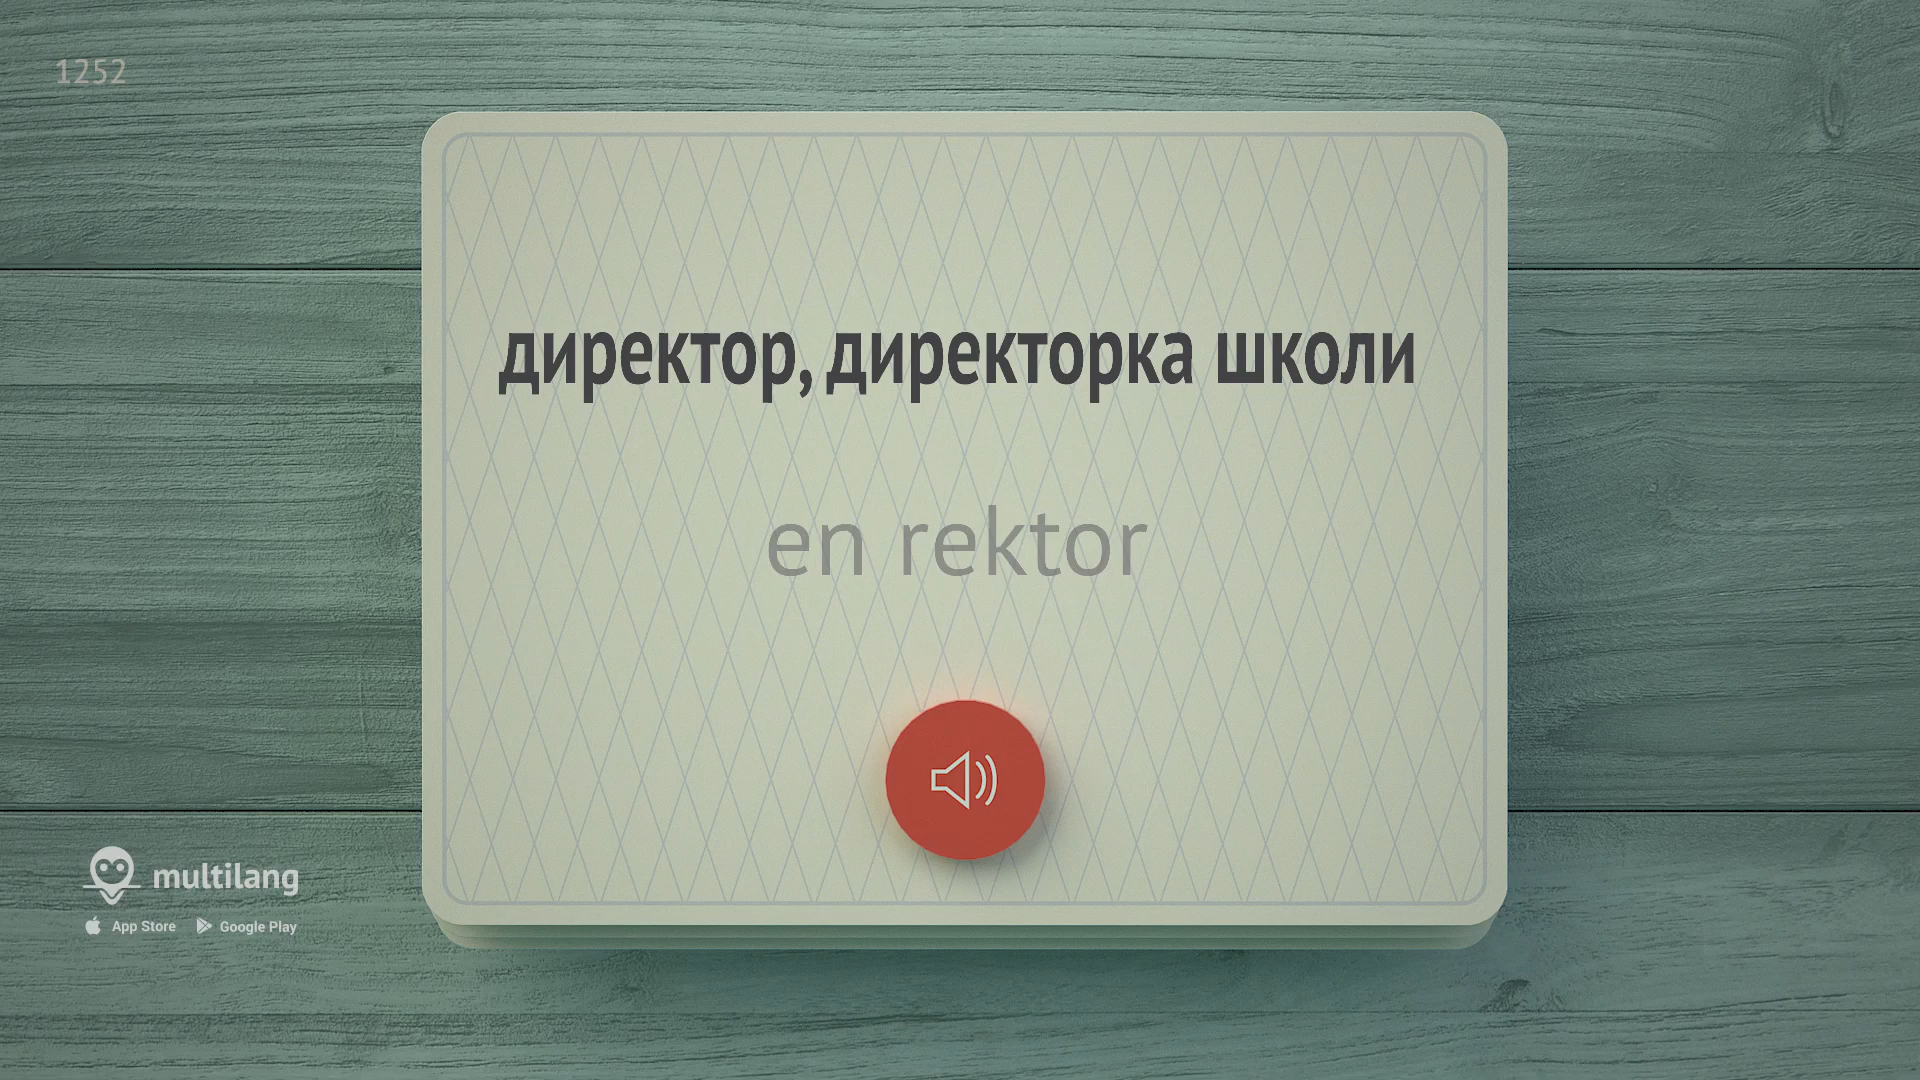 1252
директор, директорка школи
en rektor
multilang
App Store
Google Play